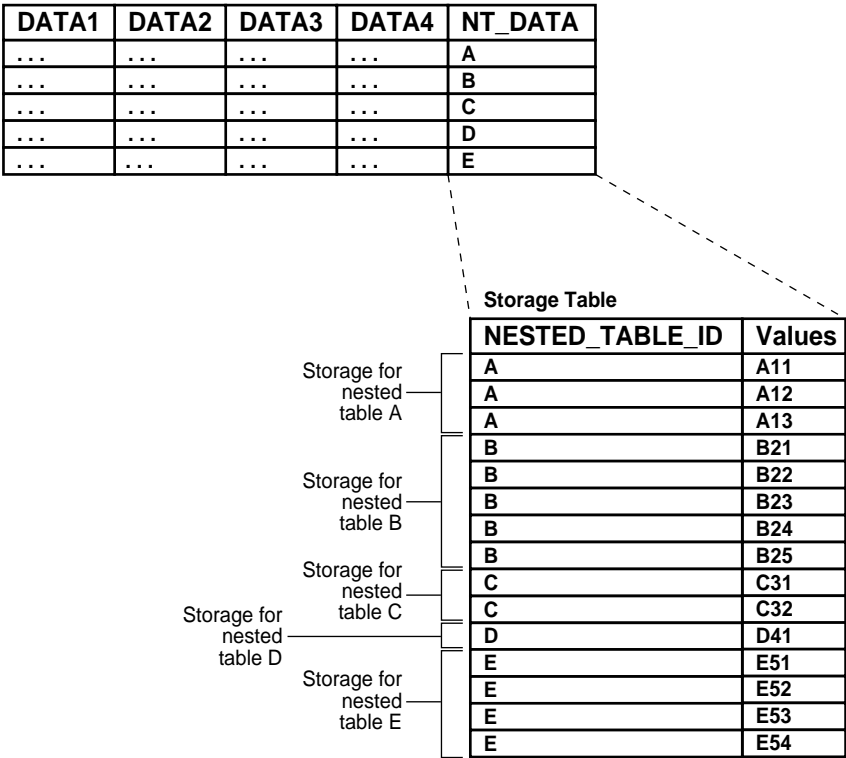 DATA1 DATA2 DATA3 DATA4 NT_DATA
... ... ... ... A
... ... ... ... B
... ... ... ... C
... ... ... ... D
... ... ... ... E
Storage Table
NESTED_TABLE_ID Values
A A11
A A12
A A13
B B21
B B22
B B23
B B24
B B25
C C31
C C32
D D41
E E51
E E52
E E53
E E54
Storage for
nested
table A
Storage for
nested
table B
Storage for
nested
table C
Storage for
nested
table D
Storage for
nested
table E